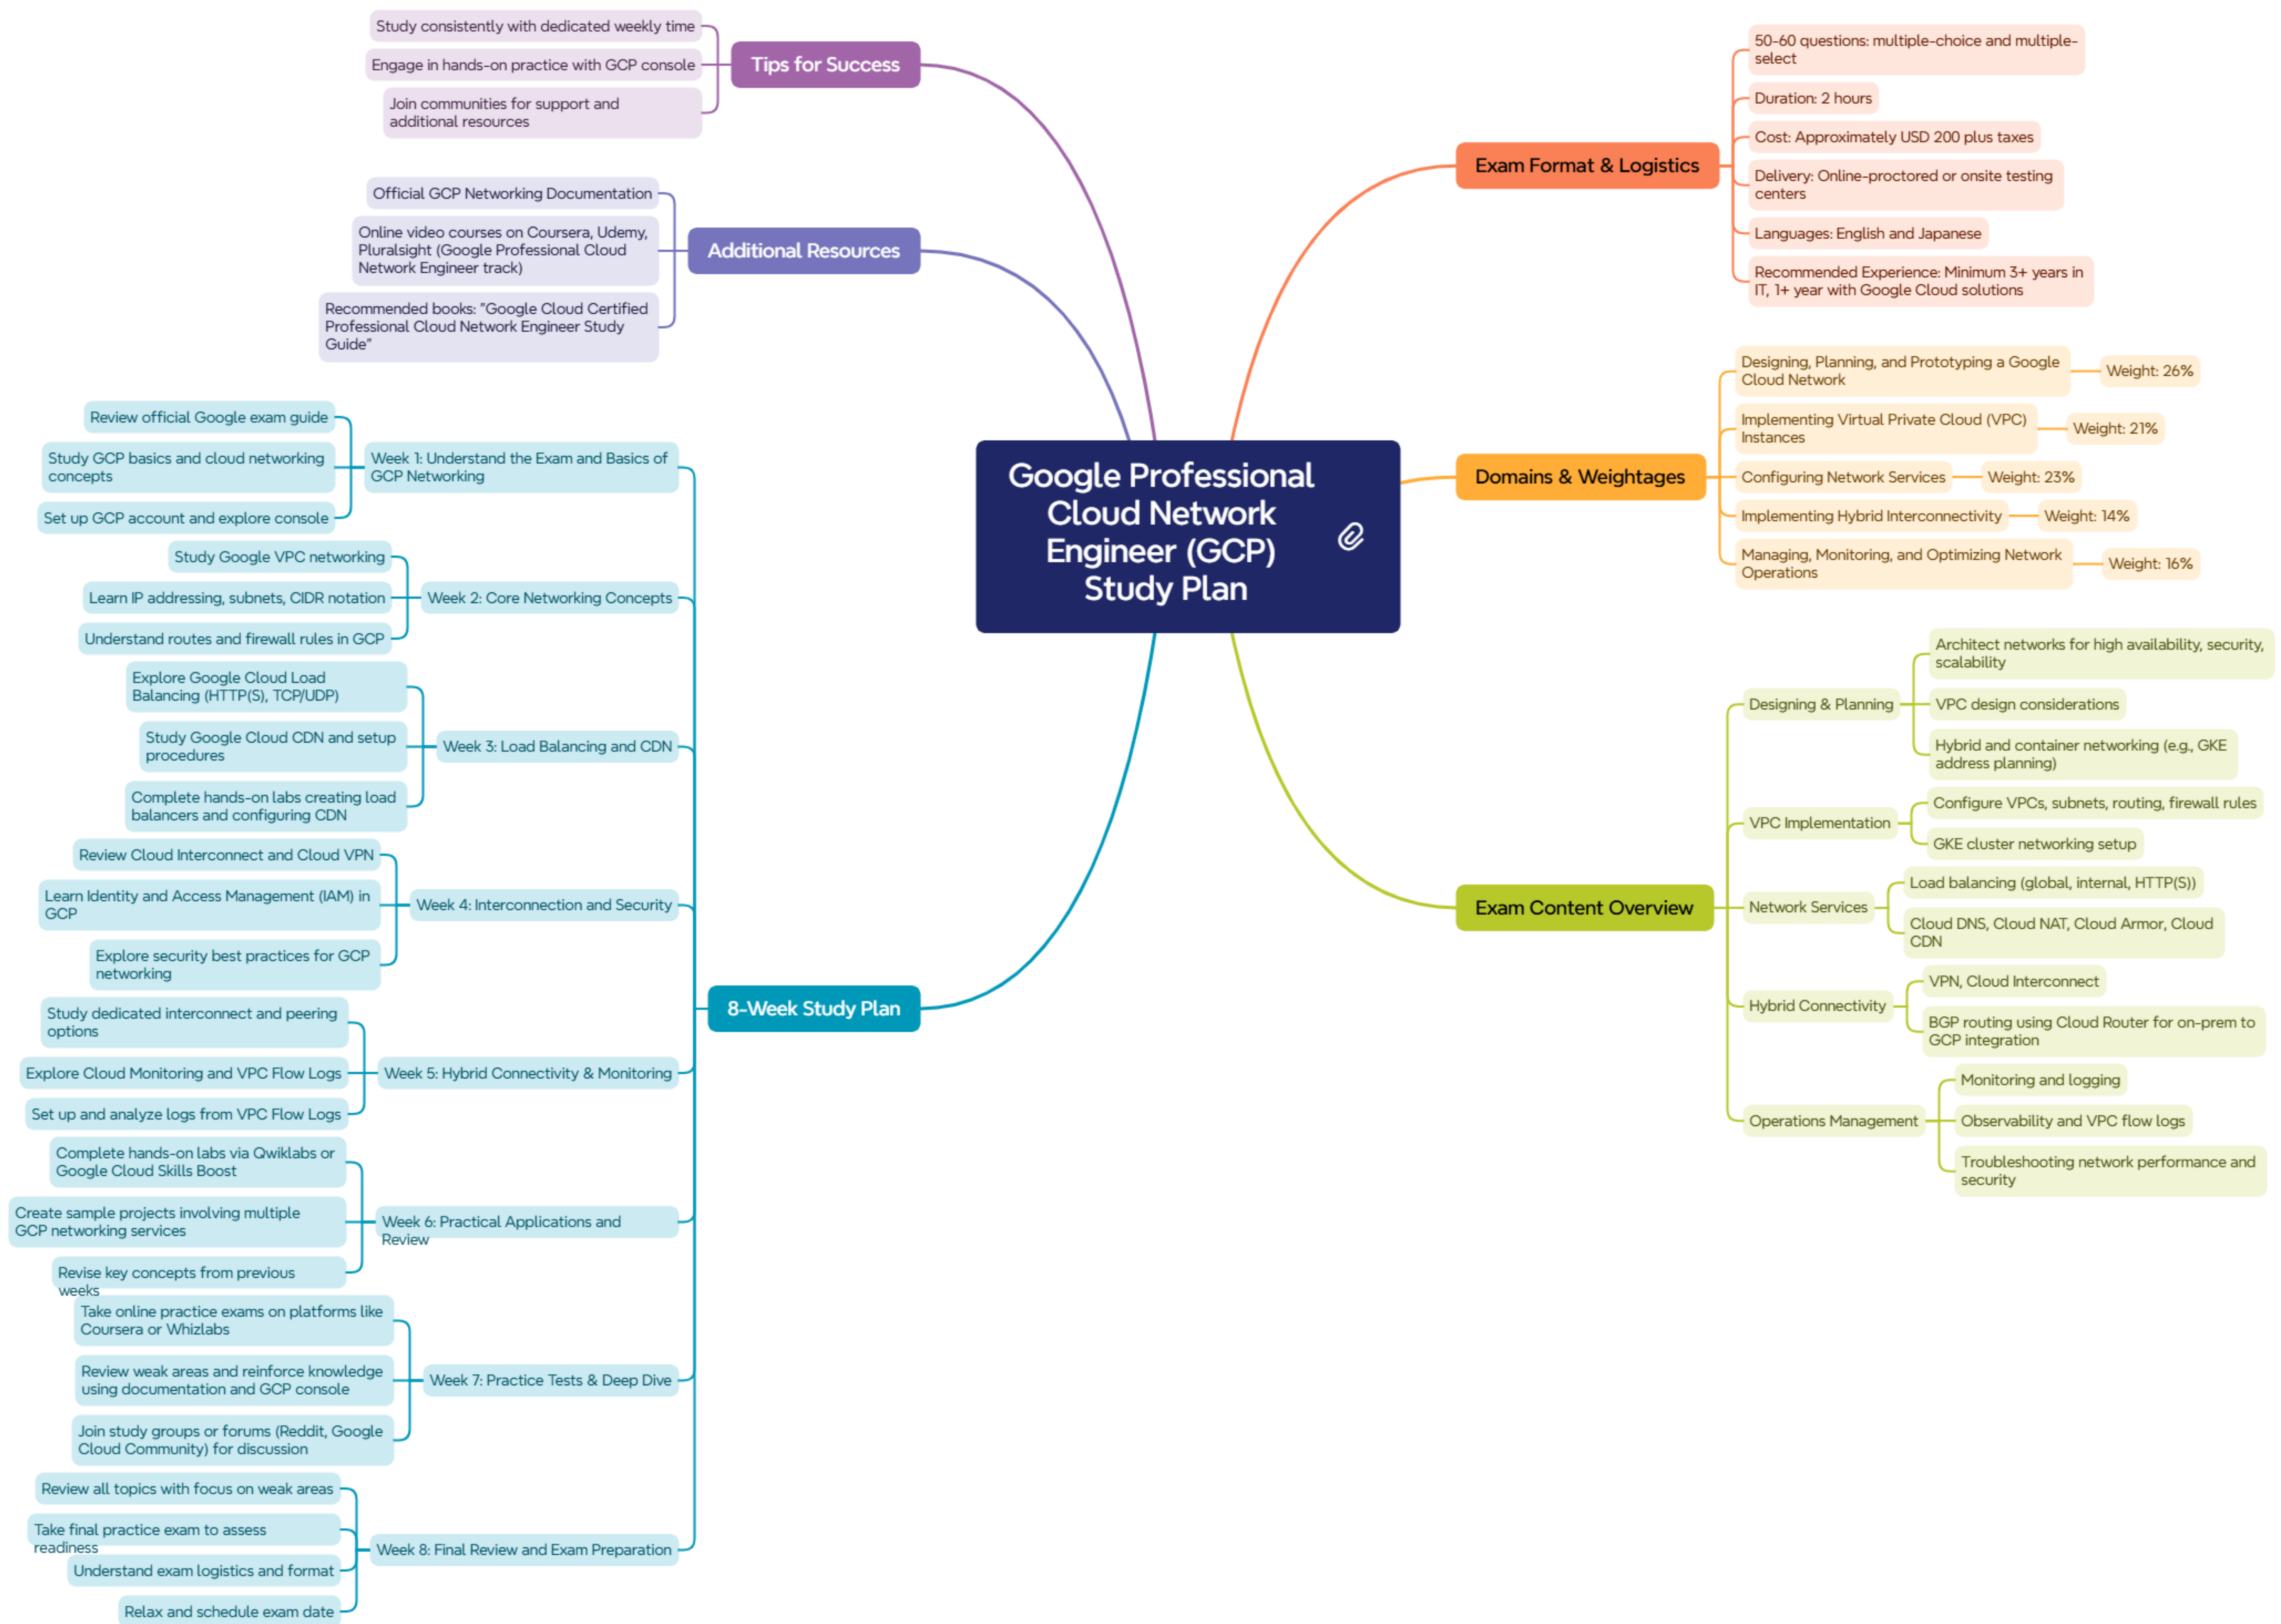 Google Professional
Cloud Network
Engineer (GCP)
Study Plan
Exam Format & Logistics
50-60 questions: multiple-choice and multiple-
select
Duration: 2 hours
Cost: Approximately USD 200 plus taxes
Delivery: Online-proctored or onsite testing
centers
Languages: English and Japanese
Recommended Experience: Minimum 3+ years in
IT, 1+ year with Google Cloud solutions
Domains & Weightages
Designing, Planning, and Prototyping a Google
Cloud Network
Weight: 26%
Implementing Virtual Private Cloud (VPC)
Instances
Weight: 21%
Configuring Network Services
Weight: 23%
Implementing Hybrid Interconnectivity
Weight: 14%
Managing, Monitoring, and Optimizing Network
Operations
Weight: 16%
Exam Content Overview
Designing & Planning
Architect networks for high availability, security,
scalability
VPC design considerations
Hybrid and container networking (e.g., GKE
address planning)
VPC Implementation
Configure VPCs, subnets, routing, firewall rules
GKE cluster networking setup
Network Services
Load balancing (global, internal, HTTP(S))
Cloud DNS, Cloud NAT, Cloud Armor, Cloud
CDN
Hybrid Connectivity
VPN, Cloud Interconnect
BGP routing using Cloud Router for on-prem to
GCP integration
Operations Management
Monitoring and logging
Observability and VPC flow logs
Troubleshooting network performance and
security
Tips for Success
Study consistently with dedicated weekly time
Engage in hands-on practice with GCP console
Join communities for support and
additional resources
Additional Resources
Official GCP Networking Documentation
Online video courses on Coursera, Udemy,
Pluralsight (Google Professional Cloud
Network Engineer track)
Recommended books: "Google Cloud Certified
Professional Cloud Network Engineer Study
Guide"
8-Week Study Plan
Week 1: Understand the Exam and Basics of
GCP Networking
Review official Google exam guide
Study GCP basics and cloud networking
concepts
Set up GCP account and explore console
Week 2: Core Networking Concepts
Study Google VPC networking
Learn IP addressing, subnets, CIDR notation
Understand routes and firewall rules in GCP
Week 3: Load Balancing and CDN
Explore Google Cloud Load
Balancing (HTTP(S), TCP/UDP)
Study Google Cloud CDN and setup
procedures
Complete hands-on labs creating load
balancers and configuring CDN
Week 4: Interconnection and Security
Review Cloud Interconnect and Cloud VPN
Learn Identity and Access Management (IAM) in
GCP
Explore security best practices for GCP
networking
Week 5: Hybrid Connectivity & Monitoring
Study dedicated interconnect and peering
options
Explore Cloud Monitoring and VPC Flow Logs
Set up and analyze logs from VPC Flow Logs
Week 6: Practical Applications and
Review
Complete hands-on labs via Qwiklabs or
Google Cloud Skills Boost
Create sample projects involving multiple
GCP networking services
Revise key concepts from previous
weeks
Week 7: Practice Tests & Deep Dive
Take online practice exams on platforms like
Coursera or Whizlabs
Review weak areas and reinforce knowledge
using documentation and GCP console
Join study groups or forums (Reddit, Google
Cloud Community) for discussion
Week 8: Final Review and Exam Preparation
Review all topics with focus on weak areas
Take final practice exam to assess
readiness
Understand exam logistics and format
Relax and schedule exam date